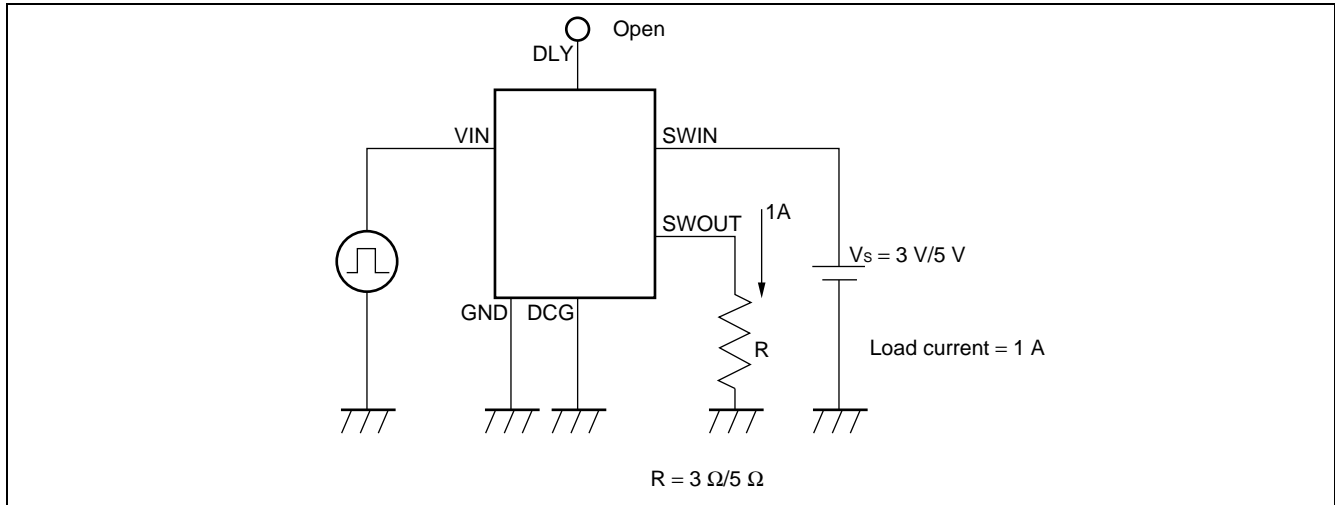 Open
DLY
VIN
SWIN
SWOUT
1A
Vs = 3 V/5 V
GND
DCG
R
Load current = 1 A
R = 3 Ω/5 Ω